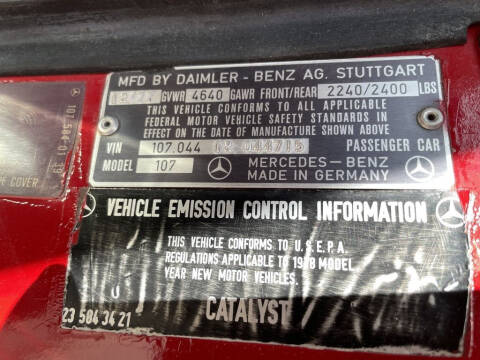 MFD BY DAIMLER - BENZ AG. STUTTGART
GVWR 4640 GAWR FRONT/REAR 2240/2400 LBS
THIS VEHICLE CONFORMS TO ALL APPLICABLE
FEDERAL MOTOR VEHICLE SAFETY STANDARDS IN
EFFECT ON THE DATE OF MANUFACTURE SHOWN ABOVE
VIN 107.044 PASSENGER CAR
MODEL 107 MERCEDES-BENZ
MADE IN GERMANY
COVER
VEHICLE EMISSION CONTROL INFORMATION
THIS VEHICLE CONFORMS TO U.S.E.P.A.
REGULATIONS APPLICABLE TO 1978 MODEL
YEAR NEW MOTOR VEHICLES.
CATALYST
23 584 34 21